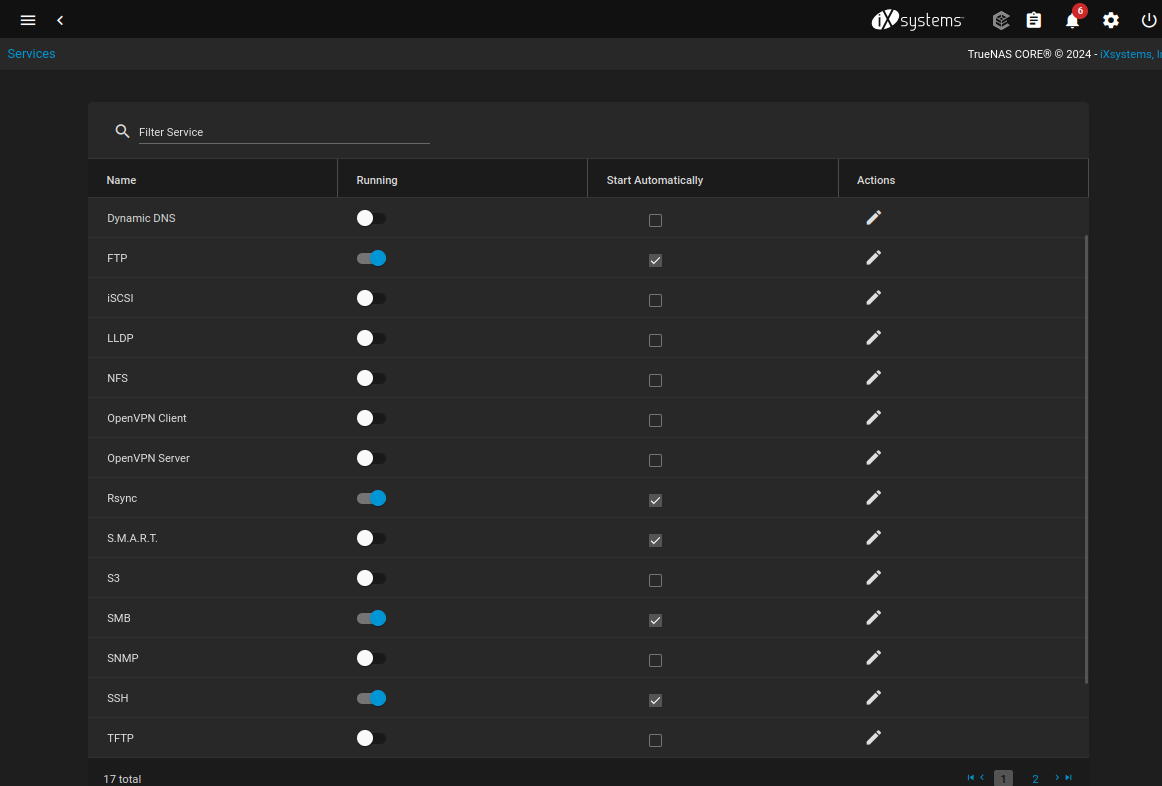 iXsystems
6
Services
TrueNAS CORE® © 2024 - iXsystems, I
Filter Service
Name Running Start Automatically Actions
Dynamic DNS
FTP
iSCSI
LLDP
NFS
OpenVPN Client
OpenVPN Server
Rsync
S.M.A.R.T.
S3
SMB
SNMP
SSH
TFTP
17 total 1 2